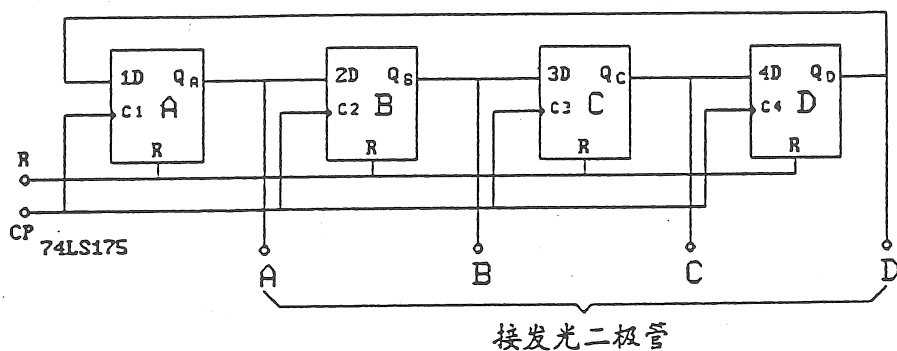 1D QA 2D QB 3D QC 4D QD
C1 A C2 B C3 C C4 D
R R R R
R
CP 74LS175
A B C D
接发光二极管